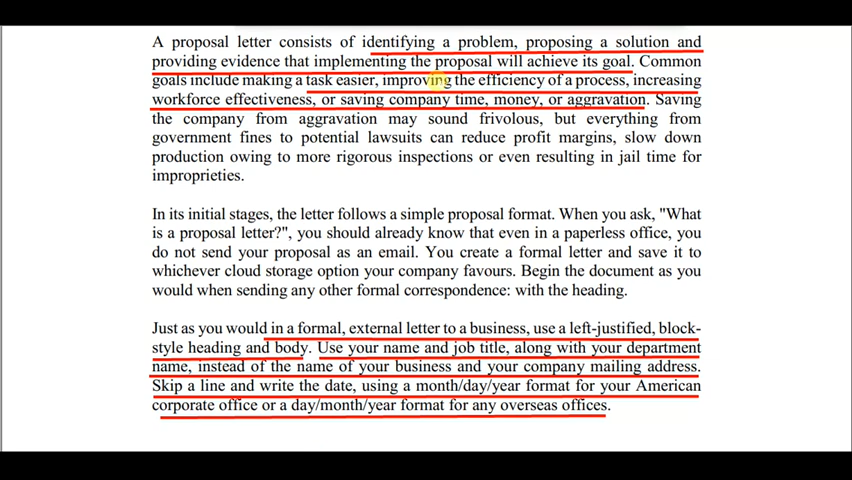 A proposal letter consists of identifying a problem, proposing a solution and
providing evidence that implementing the proposal will achieve its goal. Common
goals include making a task easier, improving the efficiency of a process, increasing
workforce effectiveness, or saving company time, money, or aggravation. Saving
the company from aggravation may sound frivolous, but everything from
government fines to potential lawsuits can reduce profit margins, slow down
production owing to more rigorous inspections or even resulting in jail time for
improprieties.
In its initial stages, the letter follows a simple proposal format. When you ask, "What
is a proposal letter?", you should already know that even in a paperless office, you
do not send your proposal as an email. You create a formal letter and save it to
whichever cloud storage option your company favours. Begin the document as you
would when sending any other formal correspondence: with the heading.
Just as you would in a formal, external letter to a business, use a left-justified, block-
style heading and body. Use your name and job title, along with your department
name, instead of the name of your business and your company mailing address.
Skip a line and write the date, using a month/day/year format for your American
corporate office or a day/month/year format for any overseas offices.